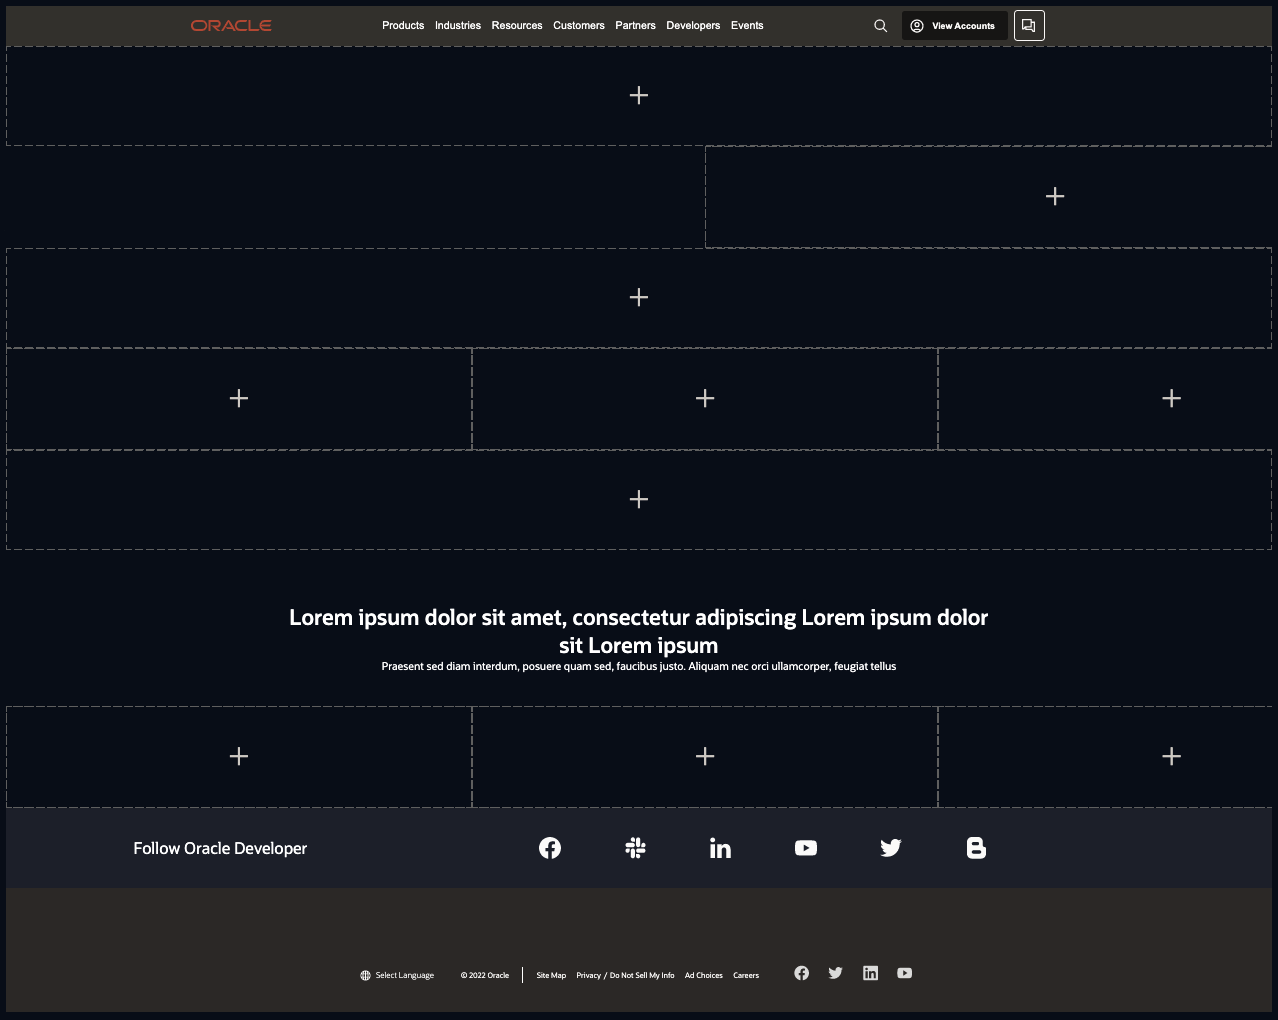 ORACLE
Products Industries Resources Customers Partners Developers Events
View Accounts
Lorem ipsum dolor sit amet, consectetur adipiscing Lorem ipsum dolor
sit Lorem ipsum
Praesent sed diam interdum, posuere quam sed, faucibus justo. Aliquam nec orci ullamcorper, feugiat tellus
Follow Oracle Developer
Select Language © 2022 Oracle Site Map Privacy / Do Not Sell My Info Ad Choices Careers